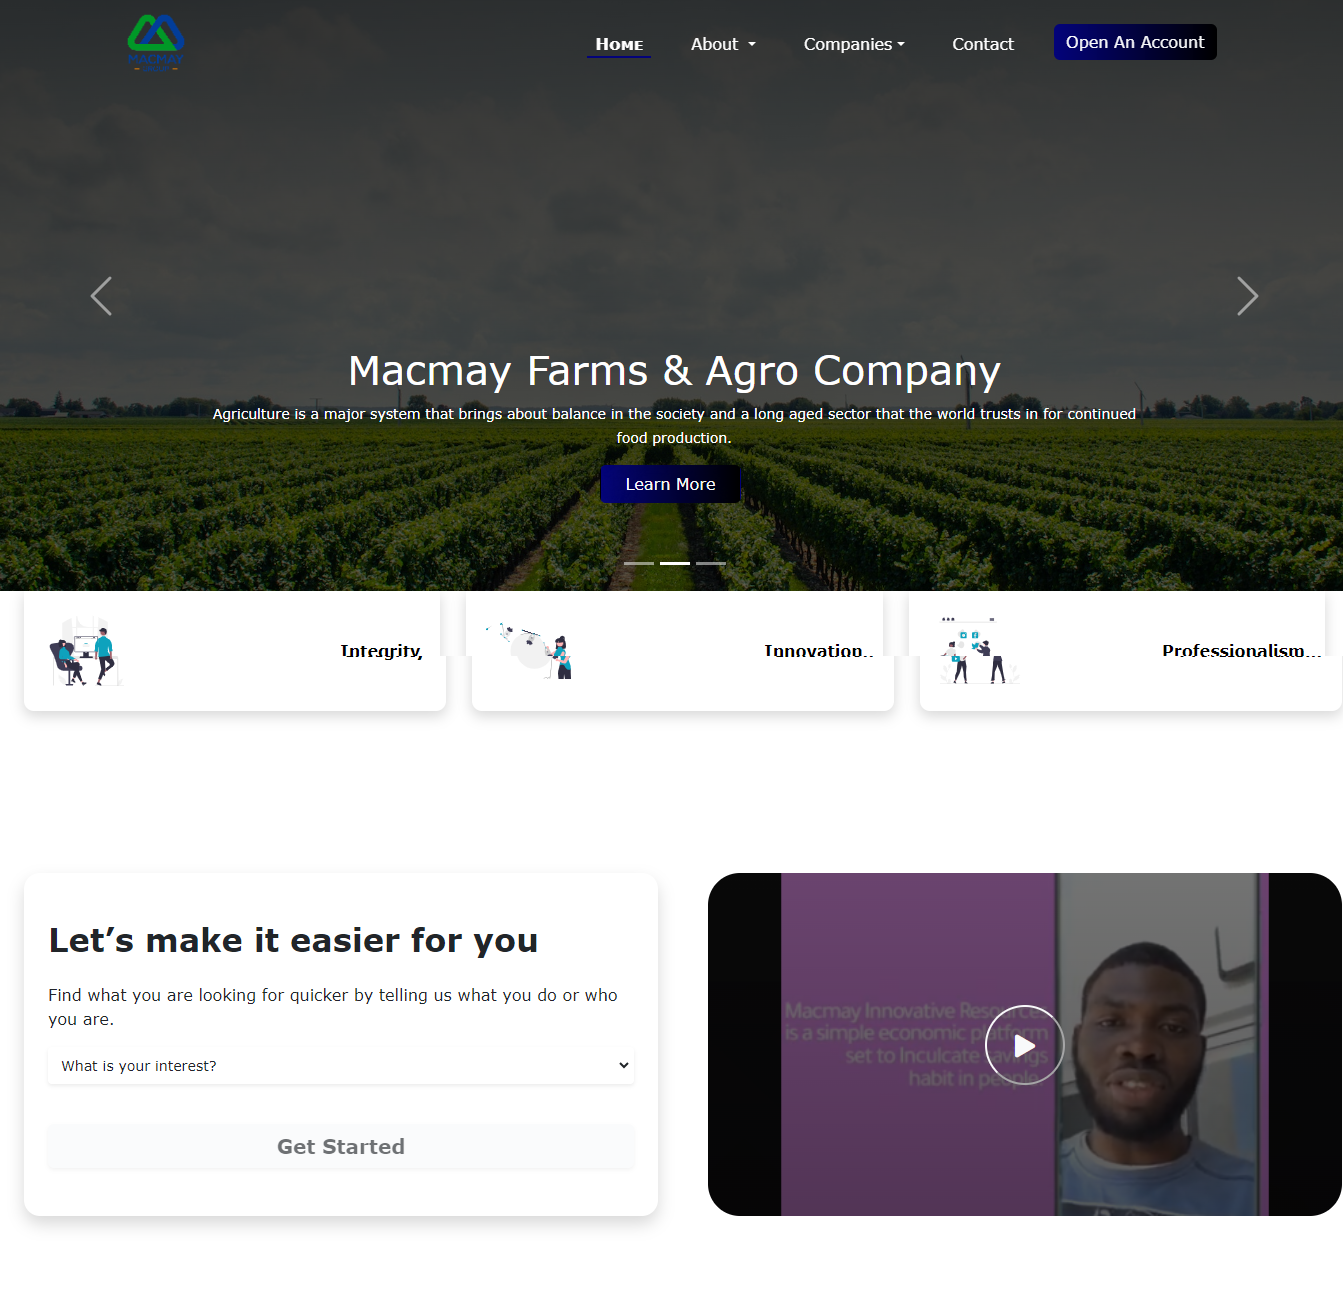 MACMAY
Home
About
Companies
Contact
Open An Account
Macmay Farms & Agro Company
Agriculture is a major system that brings about balance in the society and a long aged sector that the world trusts in for continued
food production.
Learn More
Integrity,
Innovation..
Professionalism...
Let’s make it easier for you
Find what you are looking for quicker by telling us what you do or who
you are.
What is your interest?
Get Started
Macmay Innovative Resources
is a simple economic platform
set to Inculcate savings
habit in people.